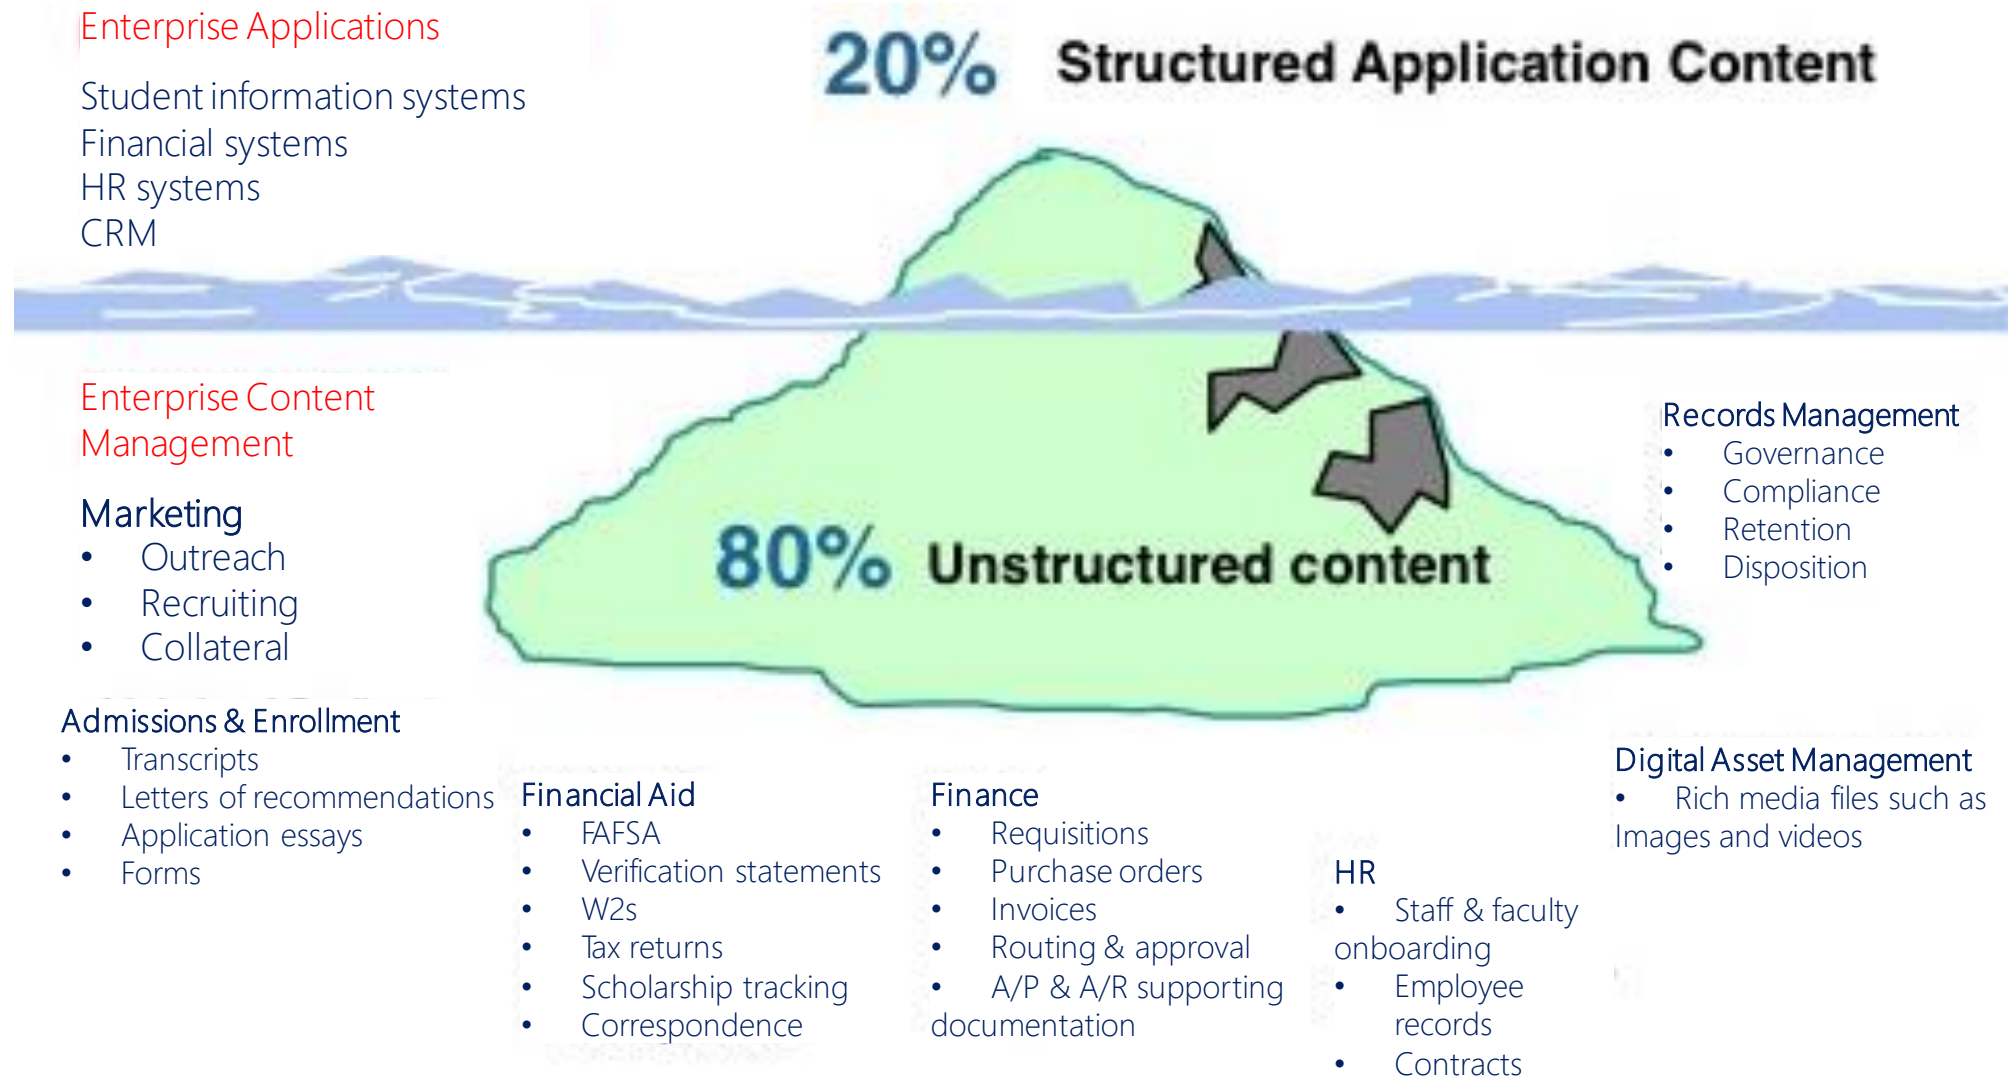 Enterprise Applications
20% Structured Application Content
Student information systems
Financial systems
HR systems
CRM
Enterprise Content
Management
Marketing
• Outreach
• Recruiting
• Collateral
80% Unstructured content
Records Management
• Governance
• Compliance
• Retention
• Disposition
Admissions & Enrollment
• Transcripts
• Letters of recommendations
• Application essays
• Forms
Financial Aid
• FAFSA
• Verification statements
• W2s
• Tax returns
• Scholarship tracking
• Correspondence
Finance
• Requisitions
• Purchase orders
• Invoices
• Routing & approval
• A/P & A/R supporting
documentation
HR
• Staff & faculty
onboarding
• Employee
records
• Contracts
Digital Asset Management
• Rich media files such as
Images and videos